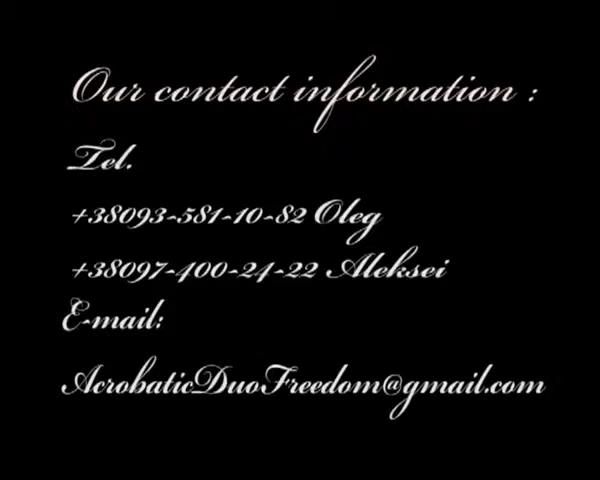 Our contact information :
Tel.
+38093-581-10-82 Oleg
+38097-400-24-22 Aleksei
E-mail:
AcrobaticDuoFreedom@gmail.com